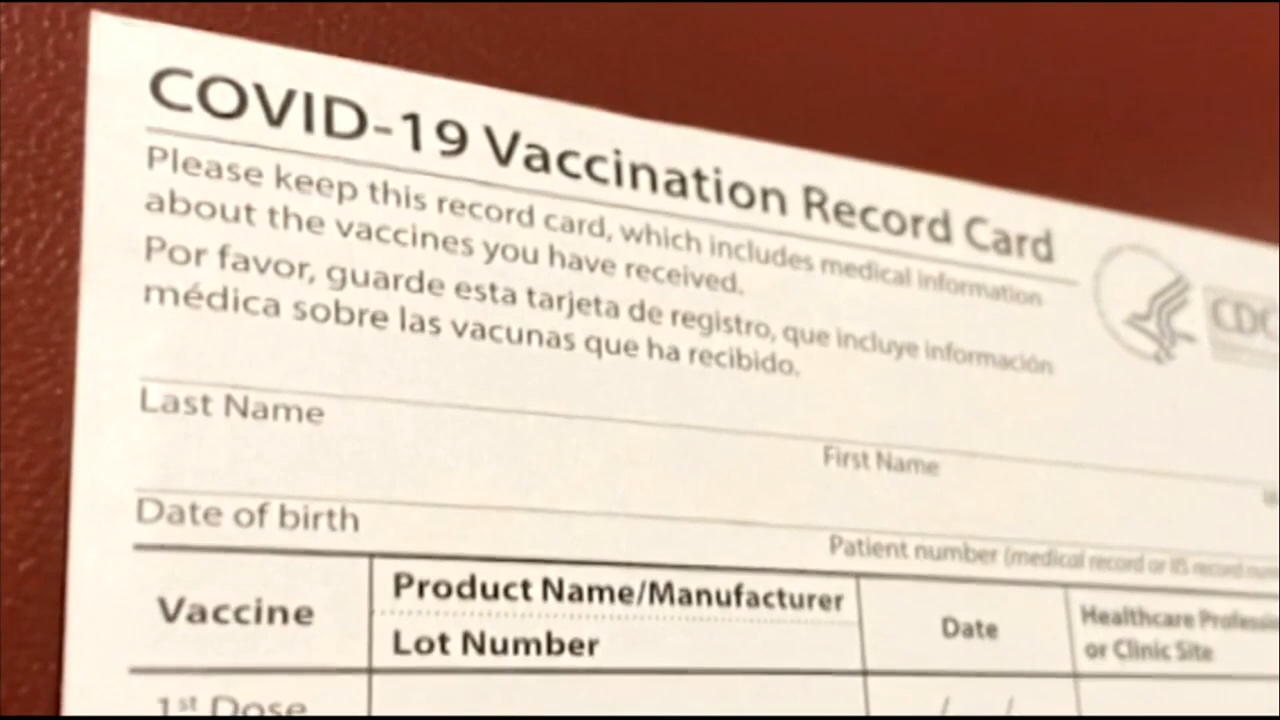 COVID-19 Vaccination Record Card
Please keep this record card, which includes medical information
about the vaccines you have received.
Por favor, guarde esta tarjeta de registro, que incluye información
médica sobre las vacunas que ha recibido.
CDC
Last Name
First Name
Date of birth
Patient number (medical record or IIS record
Vaccine
Product Name/Manufacturer
Lot Number
Date
Healthcare
or Clinic Site
1st Dose
/ /